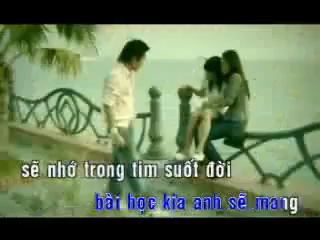 sẽ nhớ trong tim suốt đời
bài học kia anh sẽ mang